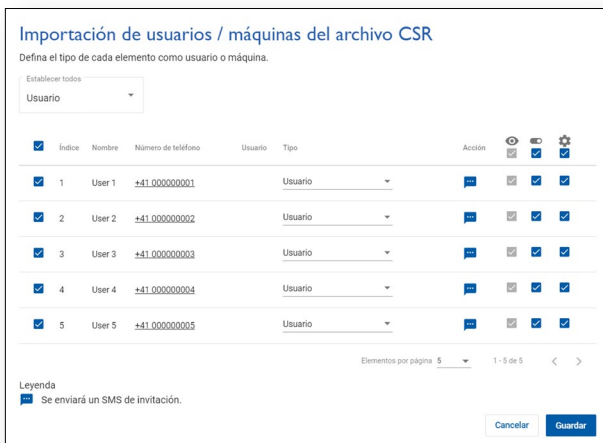 Importación de usuarios / máquinas del archivo CSR
Defina el tipo de cada elemento como usuario o máquina.
Establecer todos
Usuario
Índice Nombre Número de teléfono Usuario Tipo Acción
1 User 1 +41 000000001 Usuario
2 User 2 +41 000000002 Usuario
3 User 3 +41 000000003 Usuario
4 User 4 +41 000000004 Usuario
5 User 5 +41 000000005 Usuario
Elementos por página 5 1 - 5 de 5
Leyenda
Se enviará un SMS de invitación.
Cancelar Guardar